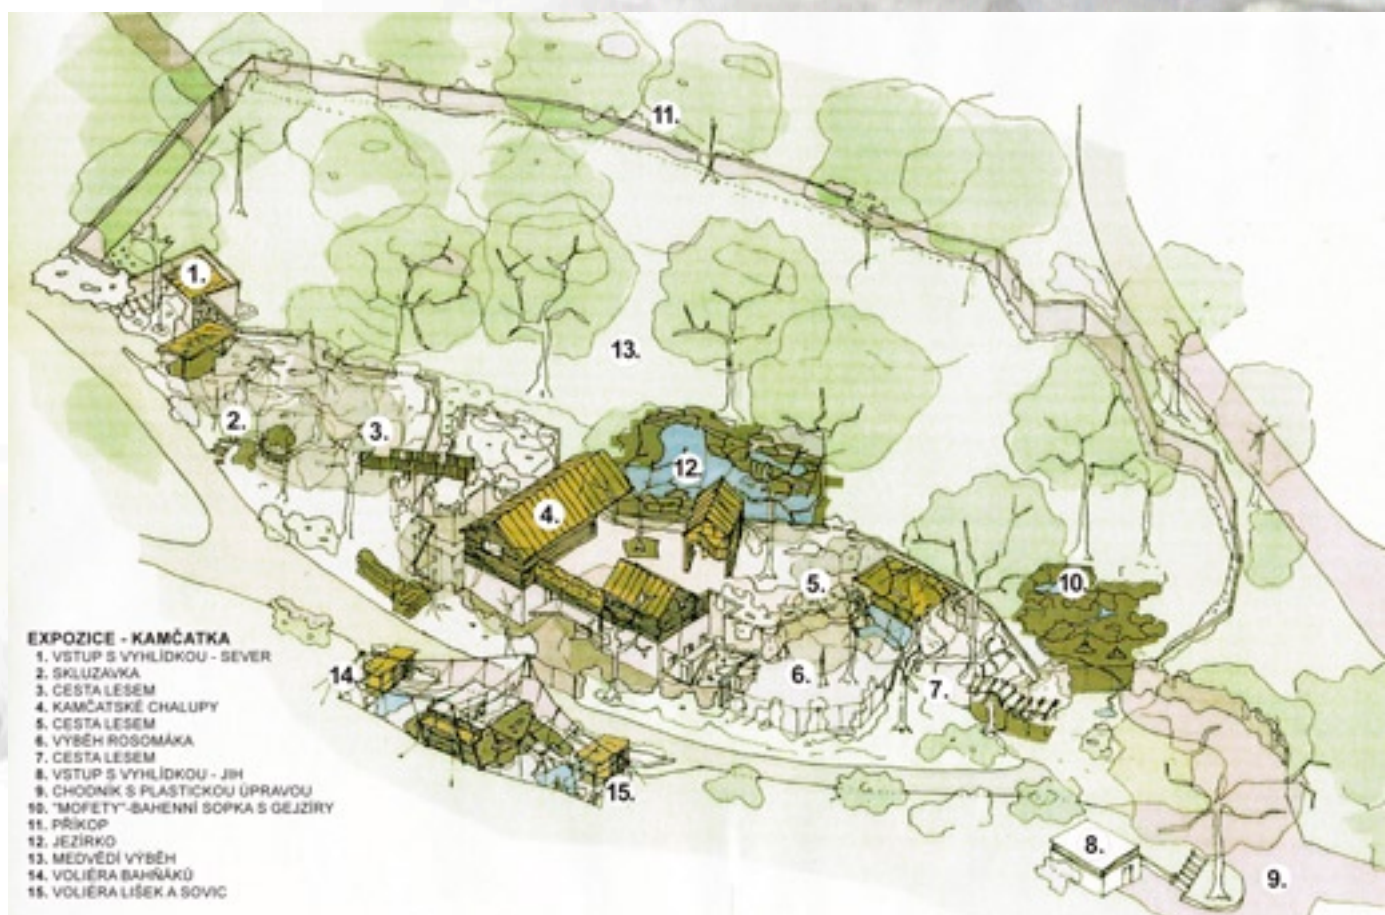 11.
1.
13.
2.
3.
12.
4.
5.
10.
6.
7.
14.
15.
8.
9.
EXPOZICE - KAMČATKA
1. VSTUP S VYHLÍDKOU - SEVER
2. SKLUZAVKA
3. CESTA LESEM
4. KAMČATSKÉ CHALUPY
5. CESTA LESEM
6. VÝBĚH ROSOMÁKA
7. CESTA LESEM
8. VSTUP S VYHLÍDKOU - JIH
9. CHODNÍK S PLASTICKOU ÚPRAVOU
10. "MOFETY"-BAHENNÍ SOPKA S GEJZÍRY
11. PŘÍKOP
12. JEZÍRKO
13. MEDVĚDÍ VÝBĚH
14. VOLIÉRA BAHŇÁKŮ
15. VOLIÉRA LIŠEK A SOVIC